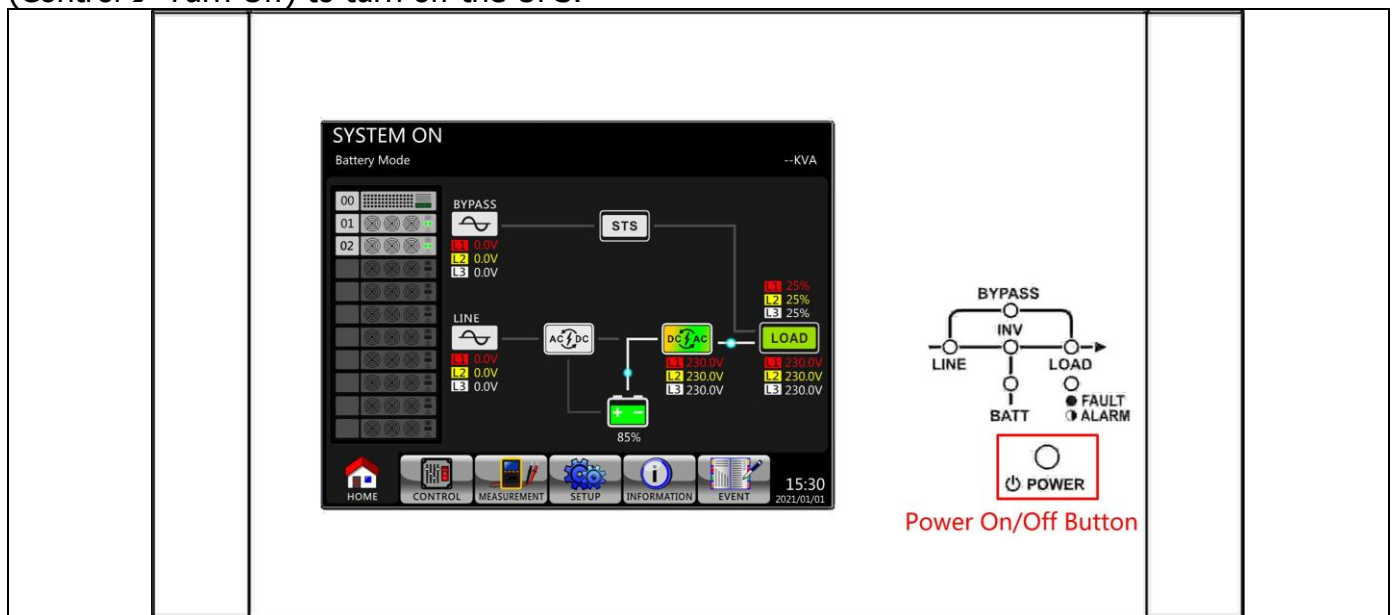 (Control → Turn Off) to turn off the UPS.
SYSTEM ON
Battery Mode --KVA
00
01
02
BYPASS
L1 0.0V
L2 0.0V
L3 0.0V
STS
L1 25%
L2 25%
L3 25%
LINE
AC DC
DC AC
LOAD
L1 0.0V
L2 0.0V
L3 0.0V
L1 230.0V
L2 230.0V
L3 230.0V
L1 230.0V
L2 230.0V
L3 230.0V
+ −
85%
HOME CONTROL MEASUREMENT SETUP INFORMATION EVENT
15:30
2021/01/01
BYPASS
INV
LINE LOAD
BATT
FAULT
ALARM
POWER
Power On/Off Button